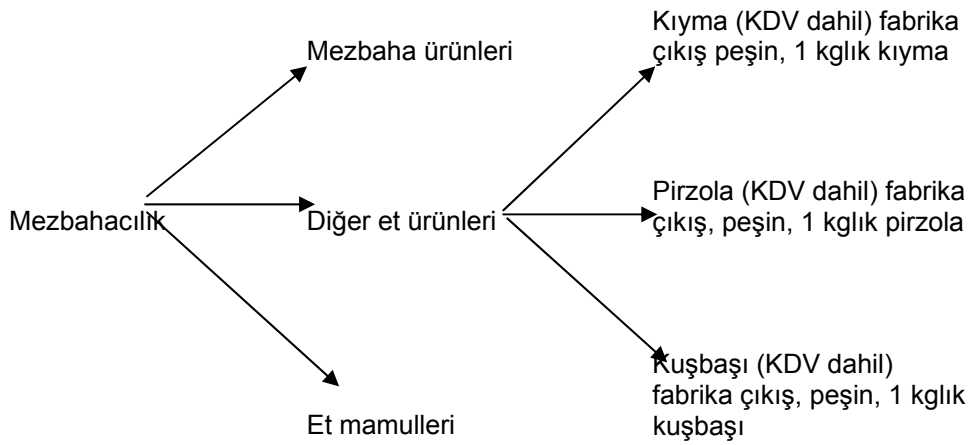 Kıyma (KDV dahil) fabrika
çıkış peşin, 1 kglık kıyma
Mezbaha ürünleri
Pirzola (KDV dahil) fabrika
çıkış, peşin, 1 kglık pirzola
Mezbahacılık
Diğer et ürünleri
Kuşbaşı (KDV dahil)
fabrika çıkış, peşin, 1 kglık
kuşbaşı
Et mamulleri